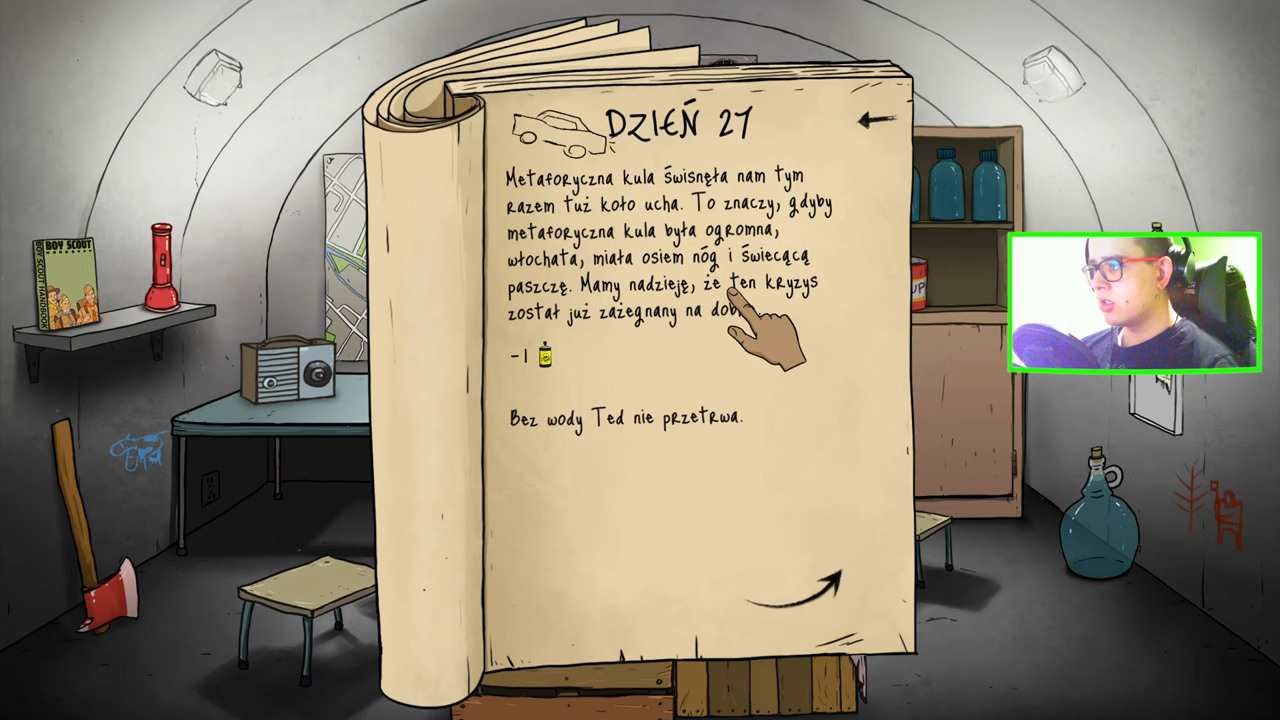 DZIEŃ 27
Metaforyczna kula świsnęła nam tym
razem tuż koło ucha. To znaczy, gdyby
metaforyczna kula była ogromna,
włochata, miała osiem nóg i świecącą
paszczę. Mamy nadzieję, że ten kryzys
został już zażegnany na
-1
Bez wody Ted nie przetrwa.
BOY SCOUT
BOY SCOUT HANDBOOK
UP